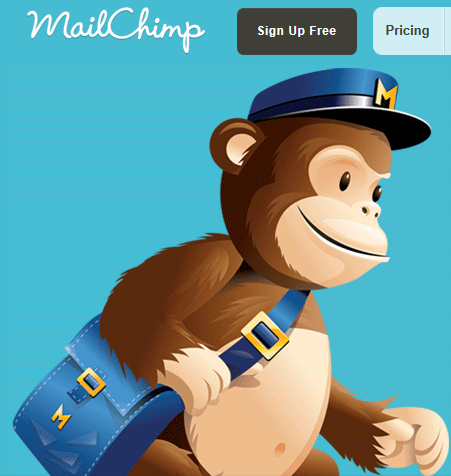 MailChimp
Sign Up Free
Pricing
M
M